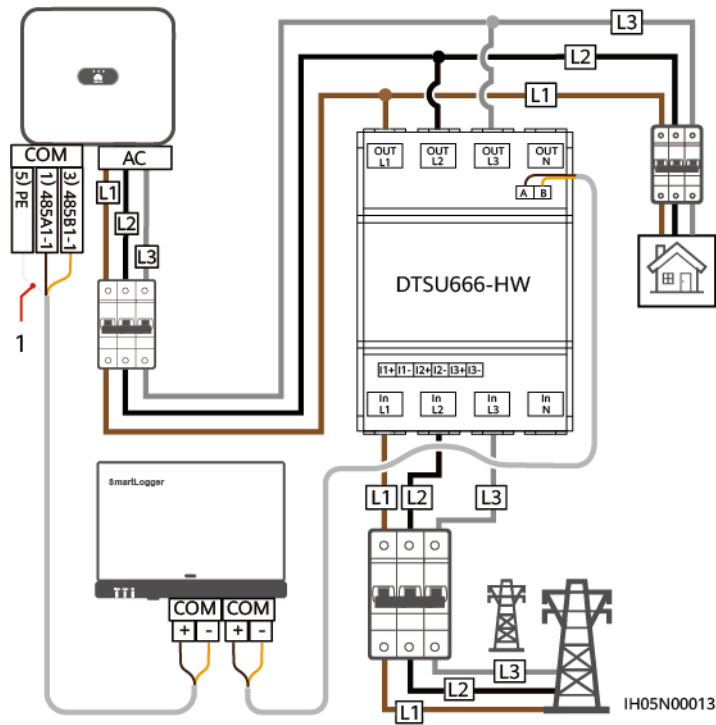 L3
L2
L1
COM
AC
5) PE
1) 485A1-1
3) 485B1-1
L1
L2
L3
1
OUT L1
OUT L2
OUT L3
OUT N
A B
DTSU666-HW
I1+ I1- I2+ I2- I3+ I3-
In L1
In L2
In L3
In N
SmartLogger
L1
L2
L3
COM COM
+ - + -
L3
L2
L1
IH05N00013